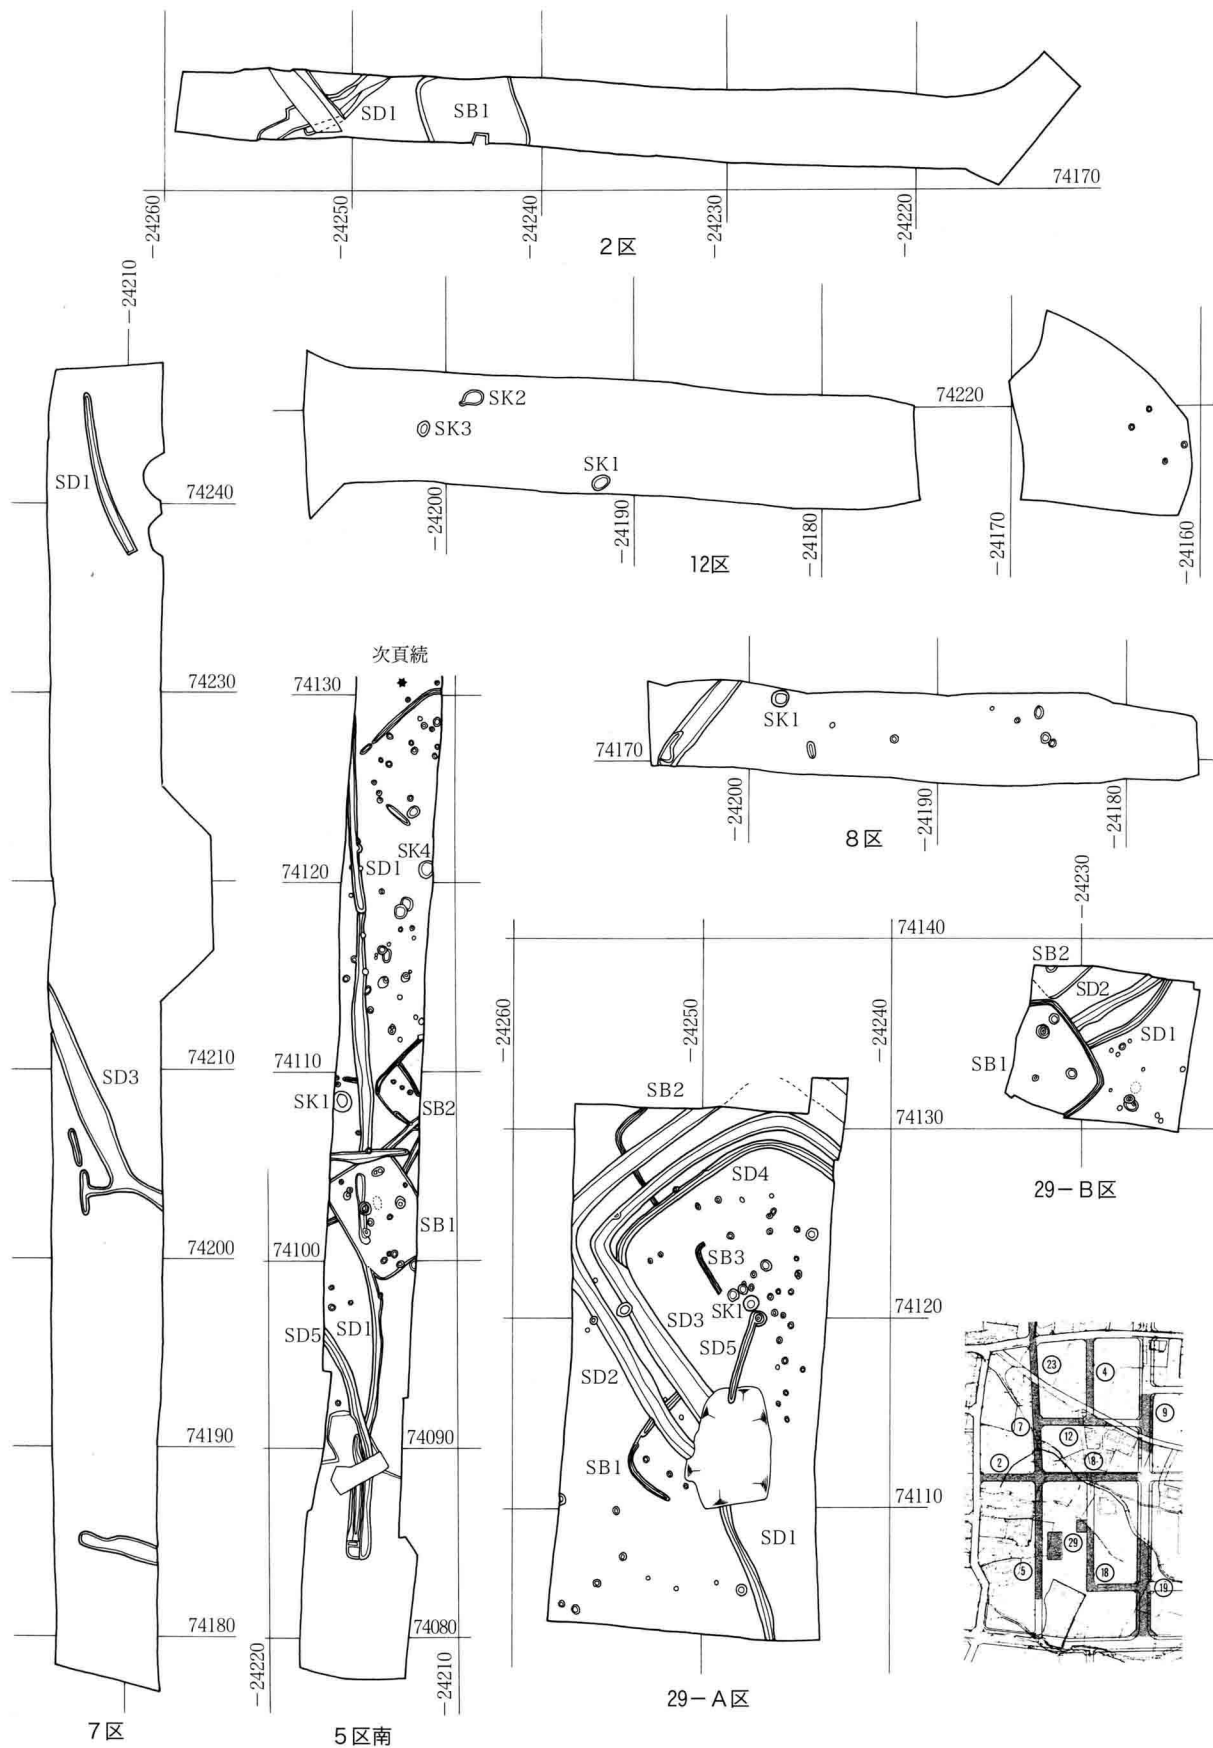 SD1
SB1
74170
-24260
-24250
-24240
-24230
-24220
2区
-24210
SD1
74240
74230
74210
SD3
74200
74190
74180
7区
SK2
SK3
SK1
74220
-24200
-24190
-24180
-24170
-24160
12区
次頁続
74130
SK4
SD1
74120
74110
SK1
SB2
SB1
74100
SD1
SD5
74090
74080
-24220
-24210
5区南
SK1
74170
-24200
-24190
-24180
8区
-24230
74140
SB2
SD2
SD1
SB1
29-B区
-24260
-24250
-24240
SB2
74130
SD4
SB3
SK1
74120
SD3
SD5
SD2
SB1
74110
SD1
29-A区
23
4
7
9
12
2
8
29
5
18
19